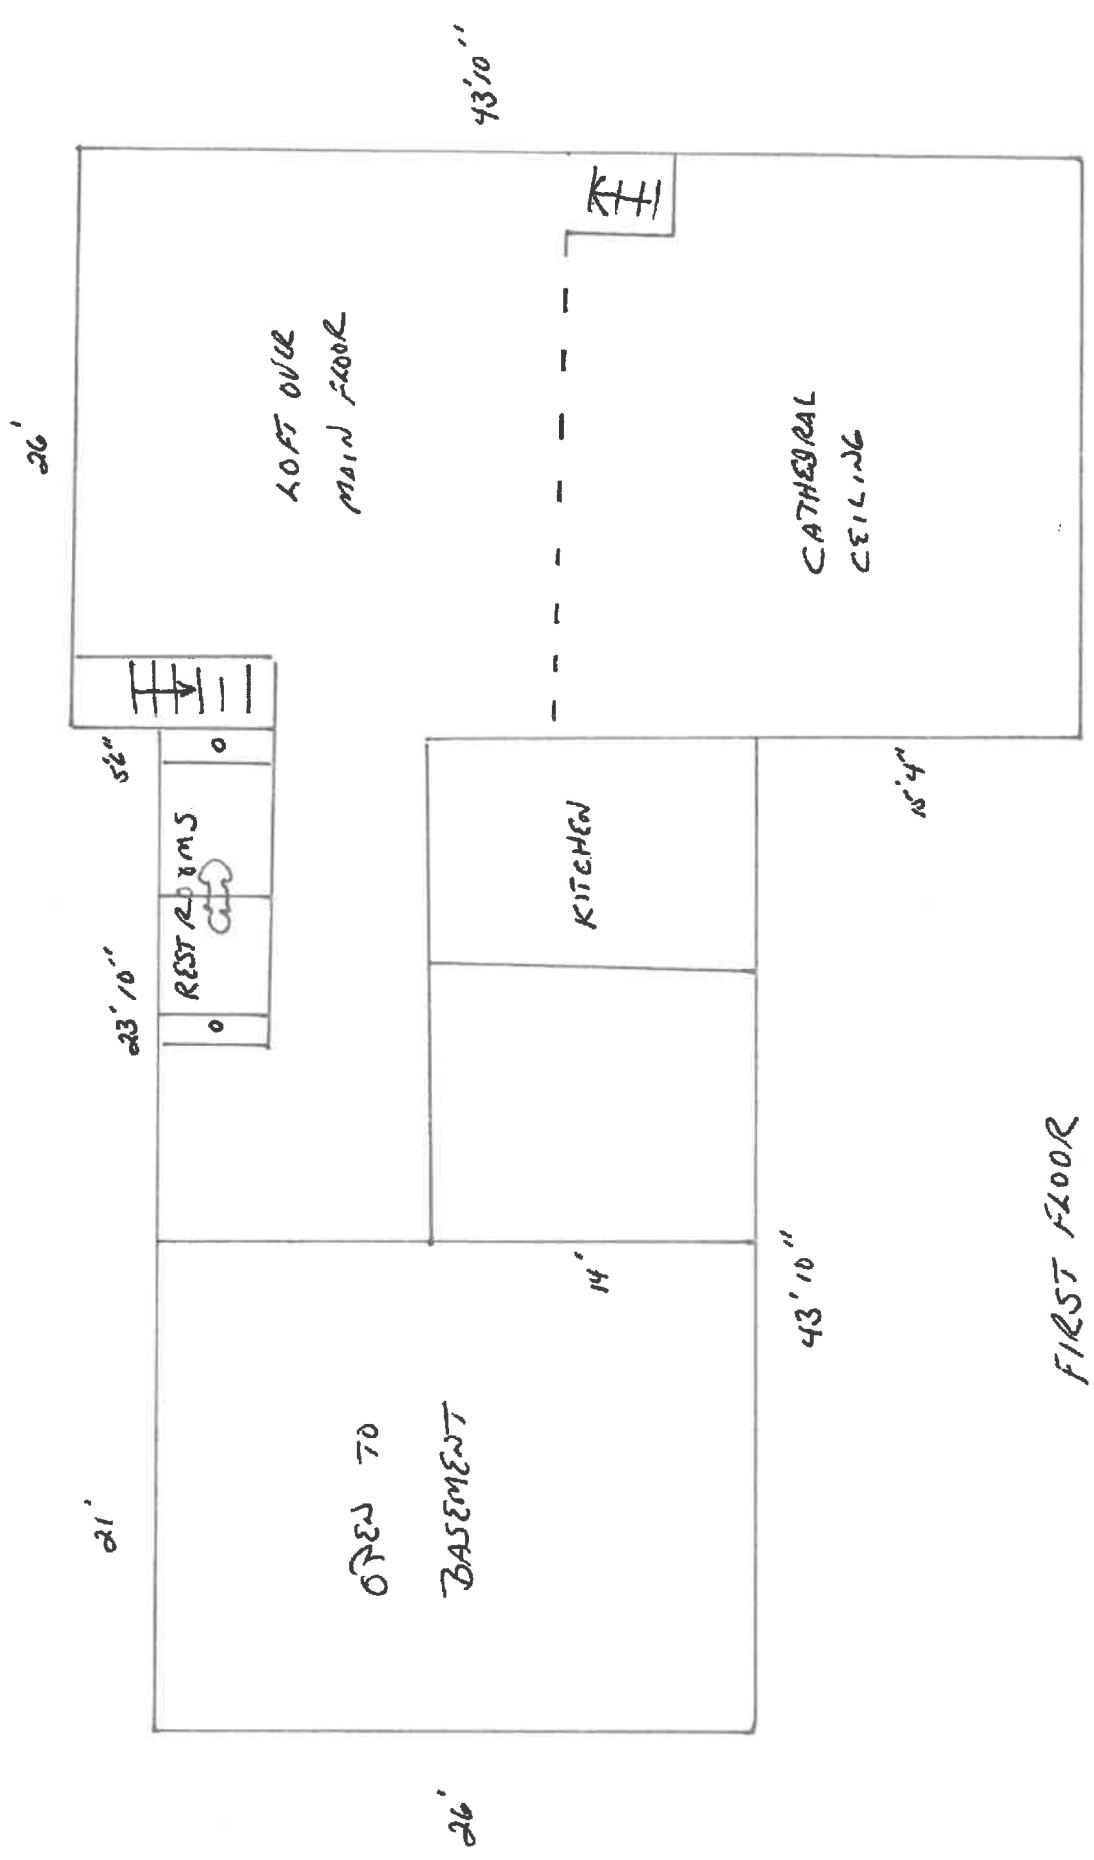 26'
21'
23'10"
RESTROOMS
LOFT OVER
MAIN FLOOR
OPEN TO
BASEMENT
26'
43'10"
KITCHEN
14'
CATHEDRAL
CEILING
43'10"
15'4"
FIRST FLOOR